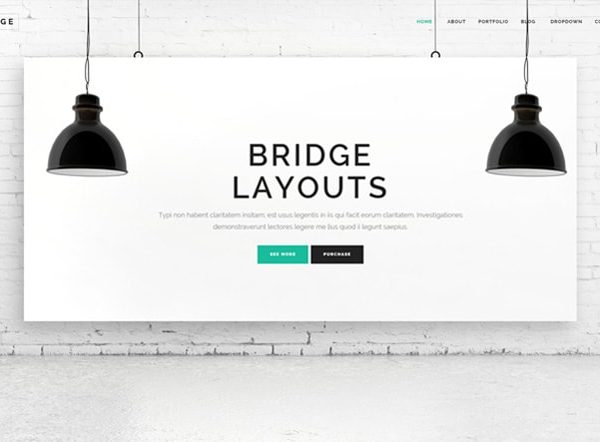 GE
HOME ABOUT PORTFOLIO BLOG DROPDOWN
BRIDGE
LAYOUTS
Typi non habent claritatem insitam; est usus legentis in iis qui facit eorum claritatem. Investigationes
demonstraverunt lectores legere me lius quod ii legunt saepius.
SEE MORE PURCHASE